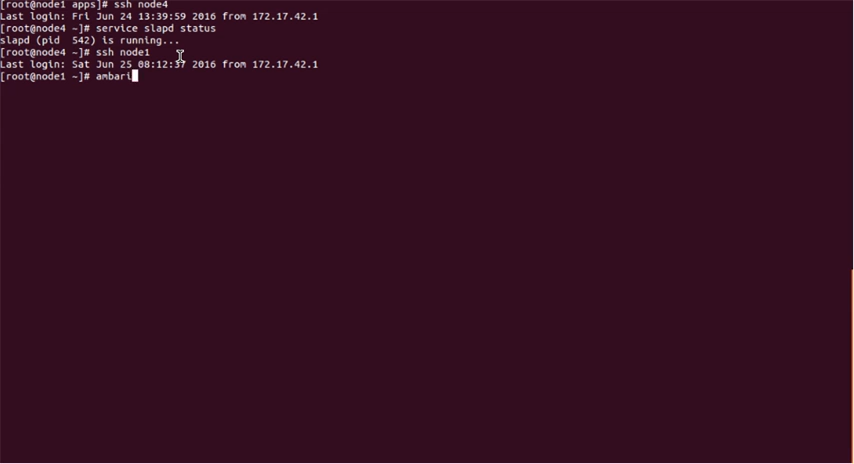 [root@node1 apps]# ssh node4
Last login: Fri Jun 24 13:39:59 2016 from 172.17.42.1
[root@node4 ~]# service slapd status
slapd (pid  542) is running...
[root@node4 ~]# ssh node1
Last login: Sat Jun 25 08:12:37 2016 from 172.17.42.1
[root@node1 ~]# ambari